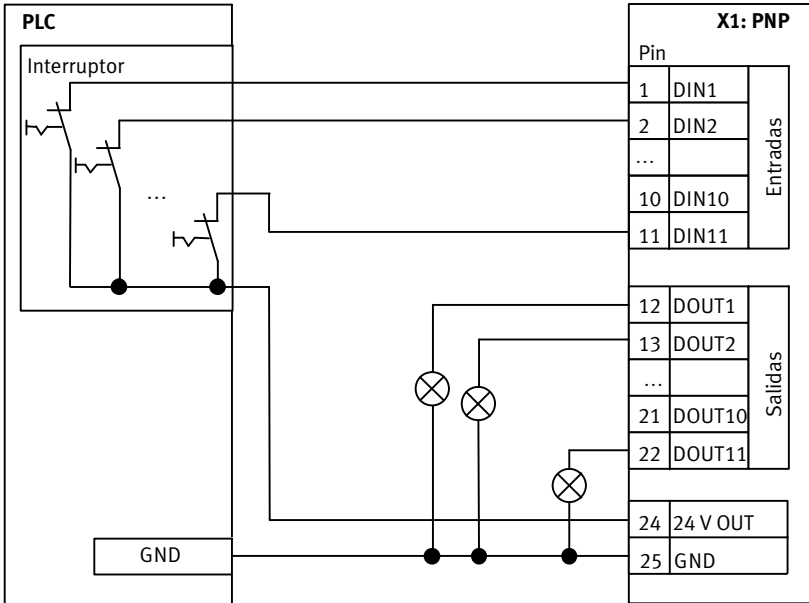 PLC
X1: PNP
Interruptor
Pin
1 DIN1
2 DIN2
...
10 DIN10
11 DIN11
Entradas
...
12 DOUT1
13 DOUT2
...
21 DOUT10
22 DOUT11
Salidas
24 24 V OUT
25 GND
GND